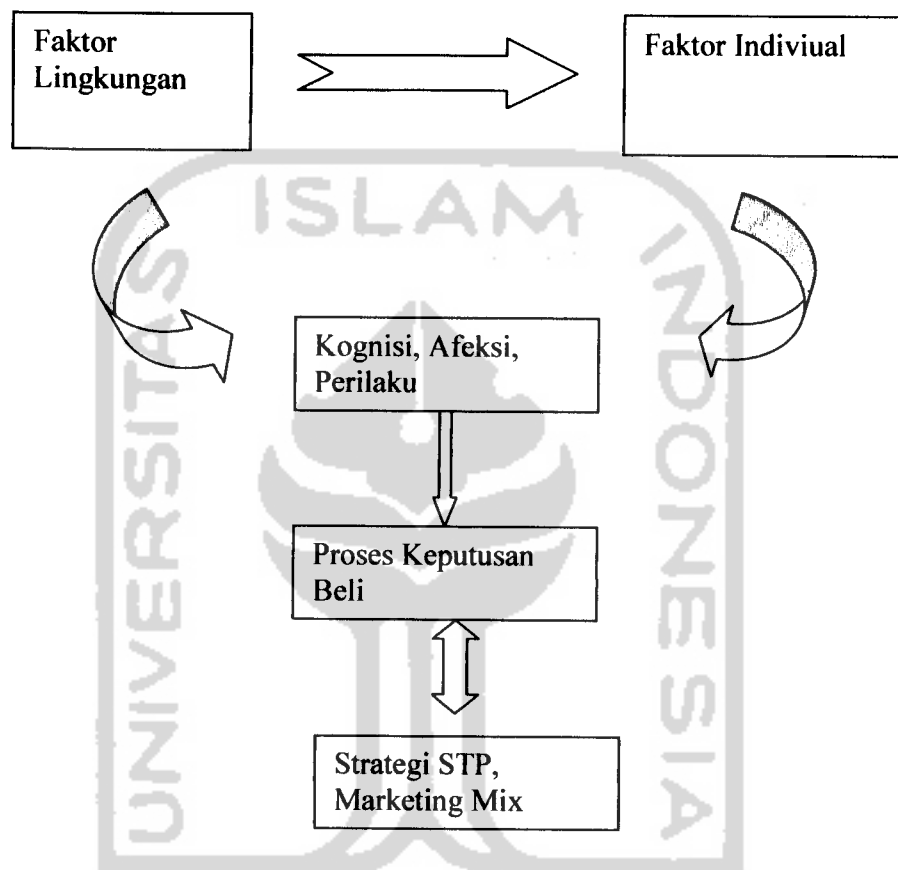 Faktor
Lingkungan
Faktor Indiviual
ISLAM
UNIVERSITAS
INDONESIA
Kognisi, Afeksi,
Perilaku
Proses Keputusan
Beli
Strategi STP,
Marketing Mix